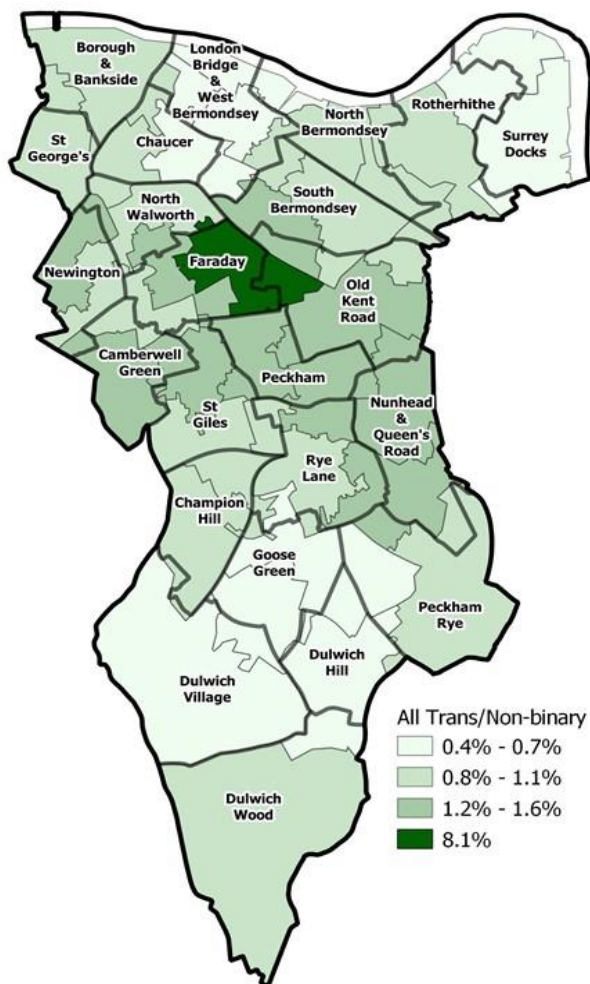 Borough
&
Bankside
London
Bridge
&
West
Bermondsey
Rotherhithe
North
Bermondsey
Surrey
Docks
St
George's
Chaucer
South
Bermondsey
North
Walworth
Newington
Faraday
Old
Kent
Road
Camberwell
Green
Peckham
Nunhead
&
Queen's
Road
St
Giles
Rye
Lane
Champion
Hill
Goose
Green
Peckham
Rye
Dulwich
Village
Dulwich
Hill
Dulwich
Wood
All Trans/Non-binary
0.4% - 0.7%
0.8% - 1.1%
1.2% - 1.6%
8.1%